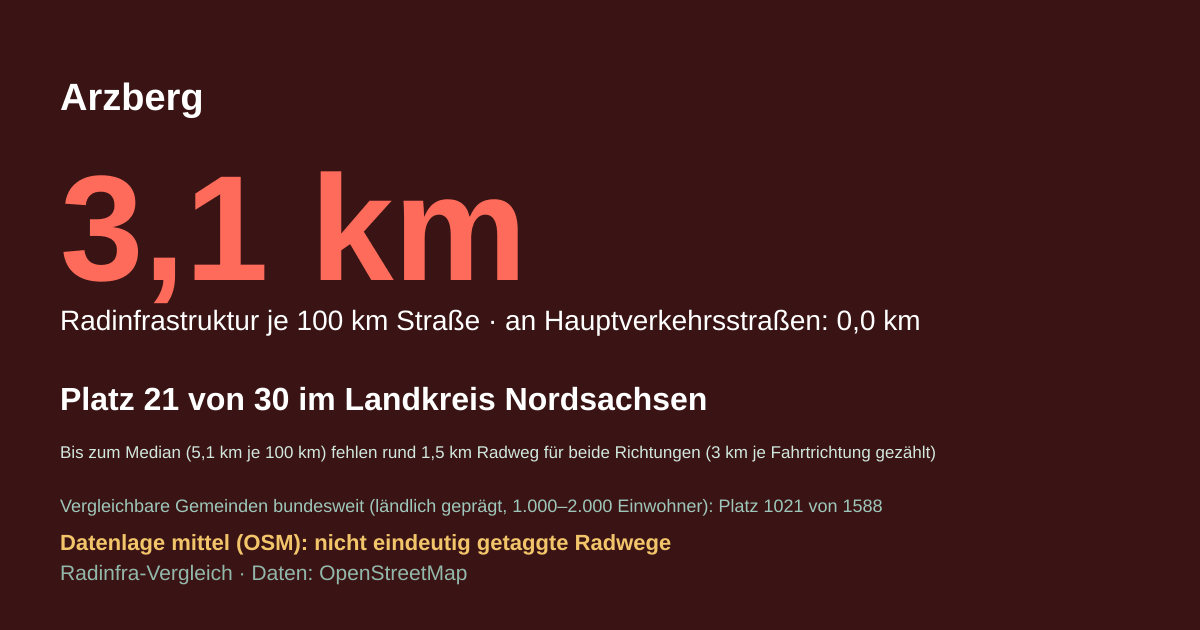 Arzberg
3,1 km
Radinfrastruktur je 100 km Straße · an Hauptverkehrsstraßen: 0,0 km
Platz 21 von 30 im Landkreis Nordsachsen
Bis zum Median (5,1 km je 100 km) fehlen rund 1,5 km Radweg für beide Richtungen (3 km je Fahrtrichtung gezählt)
Vergleichbare Gemeinden bundesweit (ländlich geprägt, 1.000–2.000 Einwohner): Platz 1021 von 1588
Datenlage mittel (OSM): nicht eindeutig getaggte Radwege
Radinfra-Vergleich · Daten: OpenStreetMap